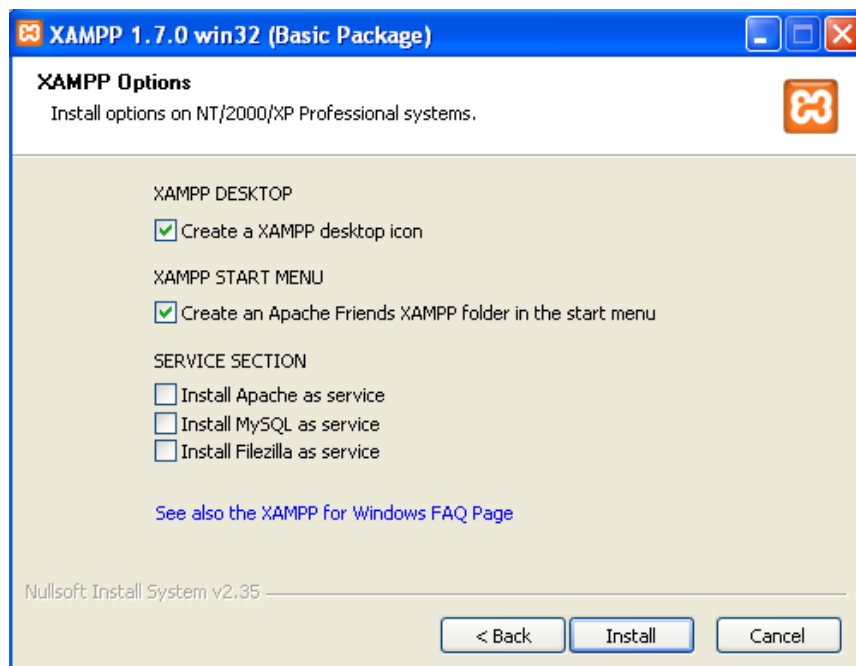 XAMPP 1.7.0 win32 (Basic Package)
XAMPP Options
Install options on NT/2000/XP Professional systems.
XAMPP DESKTOP
Create a XAMPP desktop icon
XAMPP START MENU
Create an Apache Friends XAMPP folder in the start menu
SERVICE SECTION
Install Apache as service
Install MySQL as service
Install Filezilla as service
See also the XAMPP for Windows FAQ Page
Nullsoft Install System v2.35
< Back Install Cancel